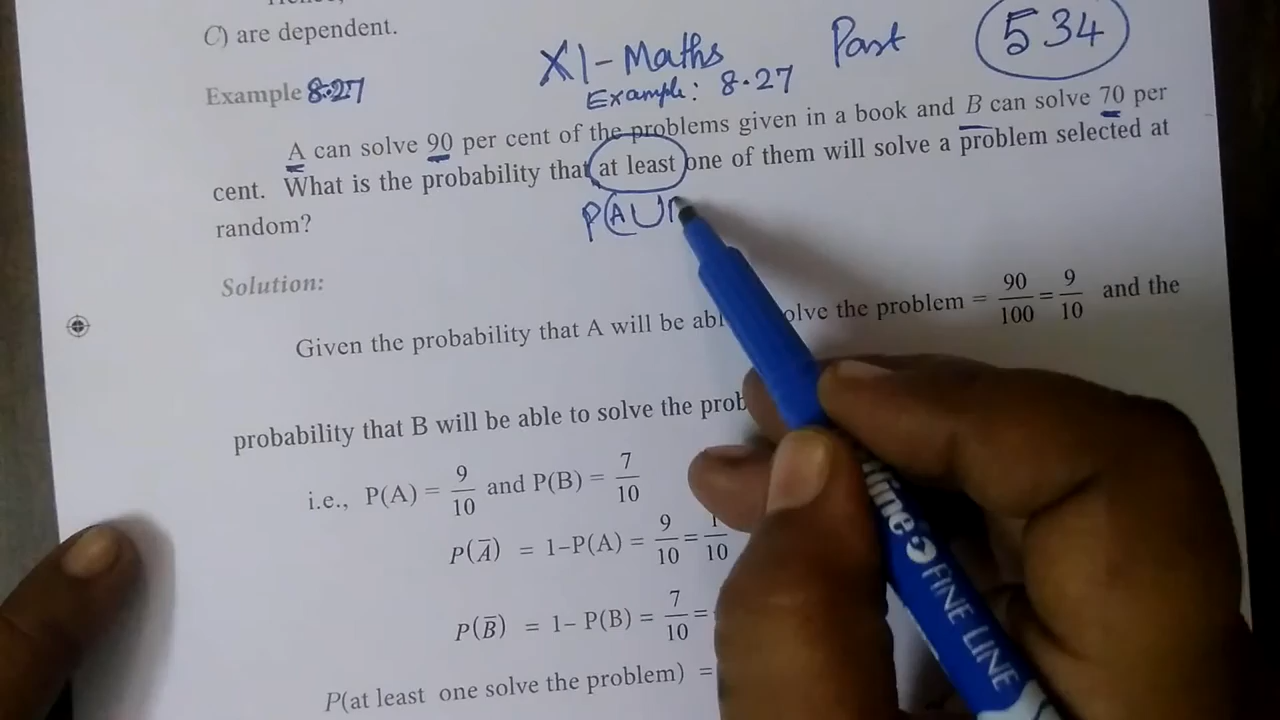 C) are dependent.
XI-Maths
Part
534
Example 8.27
Example: 8.27
A can solve 90 per cent of the problems given in a book and B can solve 70 per
cent. What is the probability that at least one of them will solve a problem selected at
random?
P(AU
Solution:
Given the probability that A will be abl olve the problem = 90/100 = 9/10 and the
probability that B will be able to solve the prob
i.e., P(A) = 9/10 and P(B) = 7/10
P(A̅) = 1–P(A) = 9/10 = 1/10
P(B̅) = 1– P(B) = 7/10 =
P(at least one solve the problem) =
FINE LINE